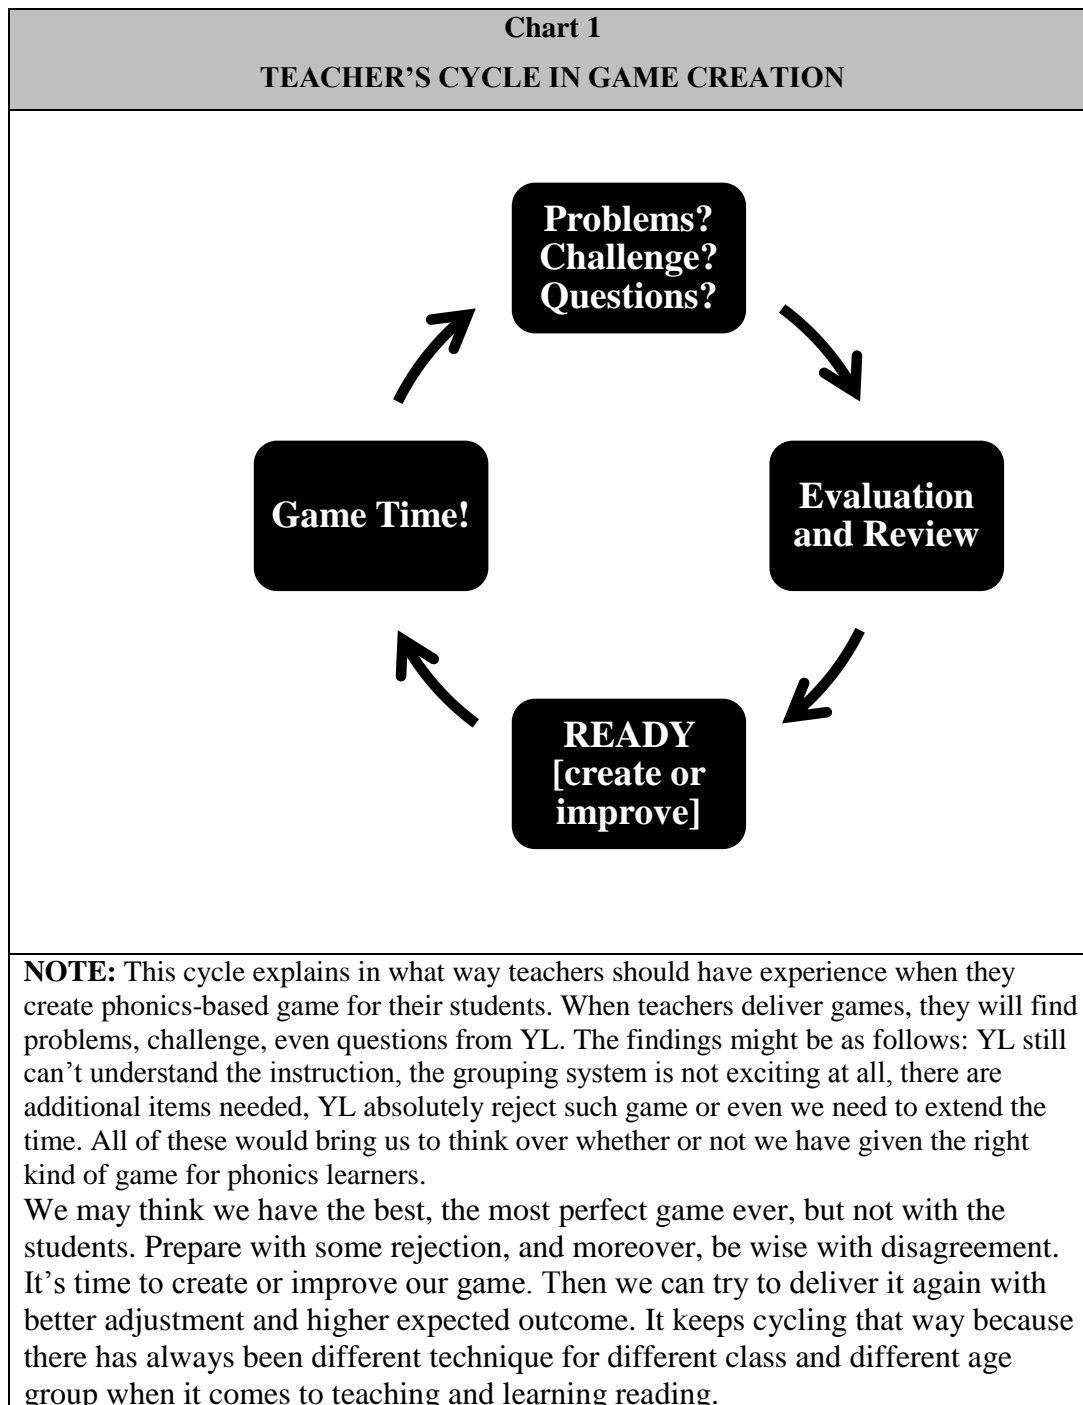 Chart 1
TEACHER’S CYCLE IN GAME CREATION
Problems?
Challenge?
Questions?
Game Time!
Evaluation
and Review
READY
[create or
improve]
NOTE: This cycle explains in what way teachers should have experience when they
create phonics-based game for their students. When teachers deliver games, they will find
problems, challenge, even questions from YL. The findings might be as follows: YL still
can’t understand the instruction, the grouping system is not exciting at all, there are
additional items needed, YL absolutely reject such game or even we need to extend the
time. All of these would bring us to think over whether or not we have given the right
kind of game for phonics learners.
We may think we have the best, the most perfect game ever, but not with the
students. Prepare with some rejection, and moreover, be wise with disagreement.
It’s time to create or improve our game. Then we can try to deliver it again with
better adjustment and higher expected outcome. It keeps cycling that way because
there has always been different technique for different class and different age
group when it comes to teaching and learning reading.